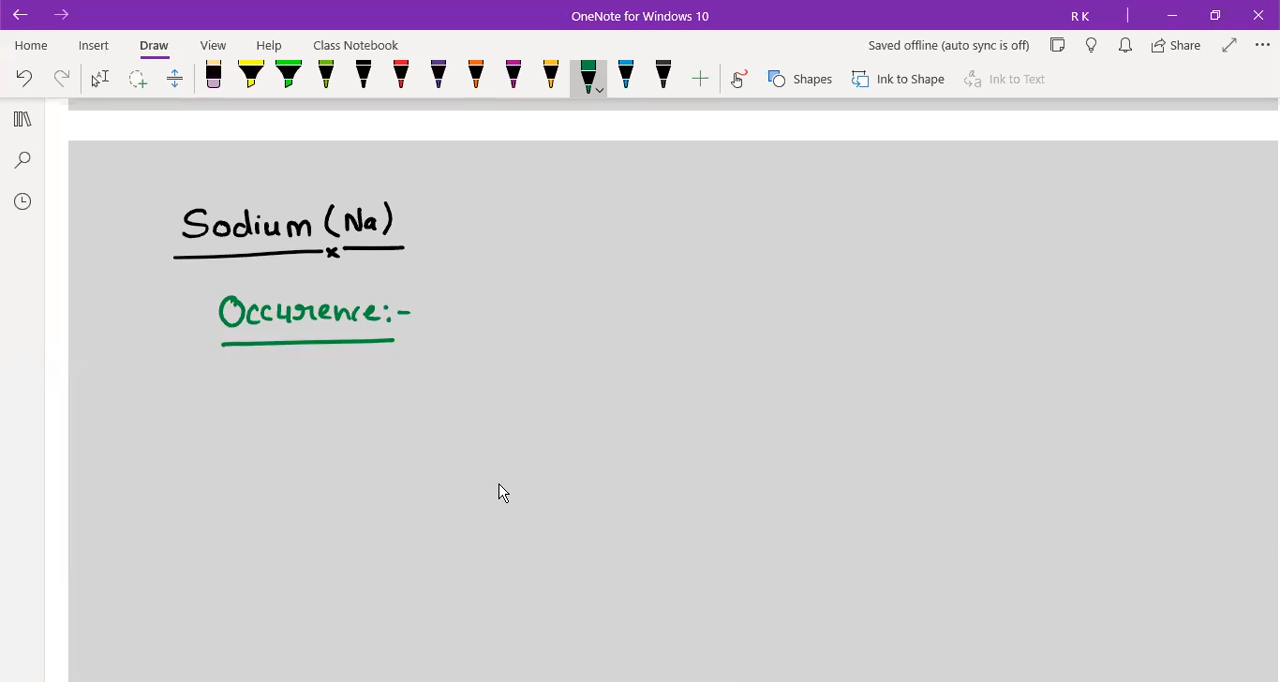 OneNote for Windows 10
R K
Home Insert Draw View Help Class Notebook
Saved offline (auto sync is off) Share
Shapes Ink to Shape Ink to Text
Sodium (Na)
x
Occurence:-